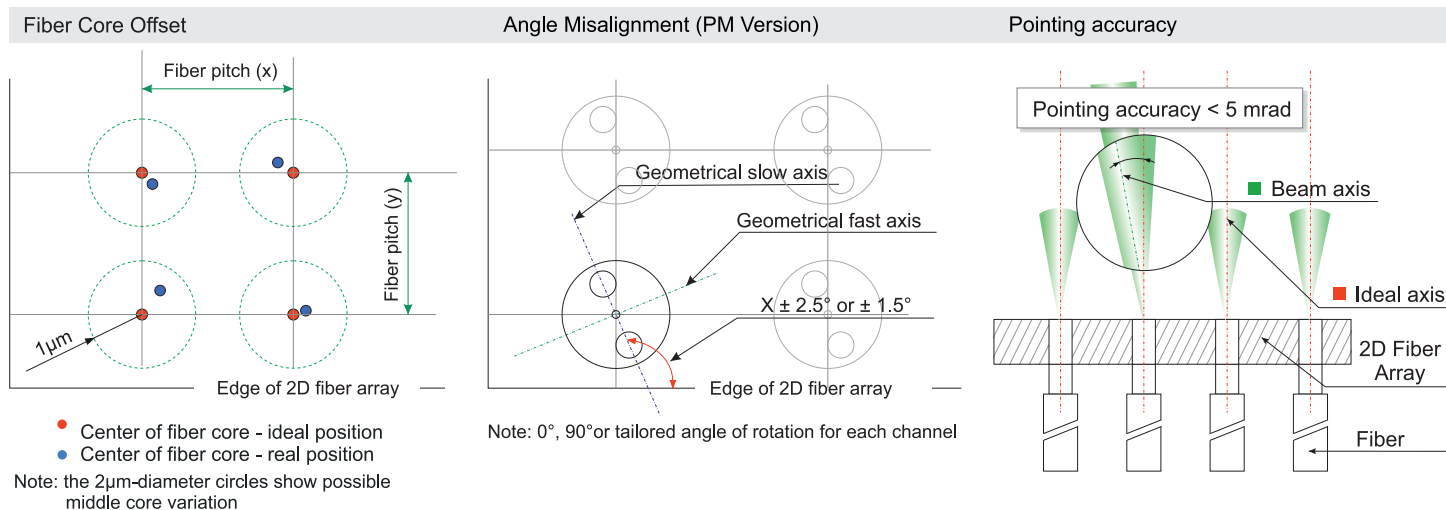 Fiber Core Offset
Fiber pitch (x)
Fiber pitch (y)
1µm
Edge of 2D fiber array
Center of fiber core - ideal position
Center of fiber core - real position
Note: the 2µm-diameter circles show possible
middle core variation
Angle Misalignment (PM Version)
Geometrical slow axis
Geometrical fast axis
X ± 2.5° or ± 1.5°
Edge of 2D fiber array
Note: 0°, 90°or tailored angle of rotation for each channel
Pointing accuracy
Pointing accuracy < 5 mrad
Beam axis
Ideal axis
2D Fiber
Array
Fiber